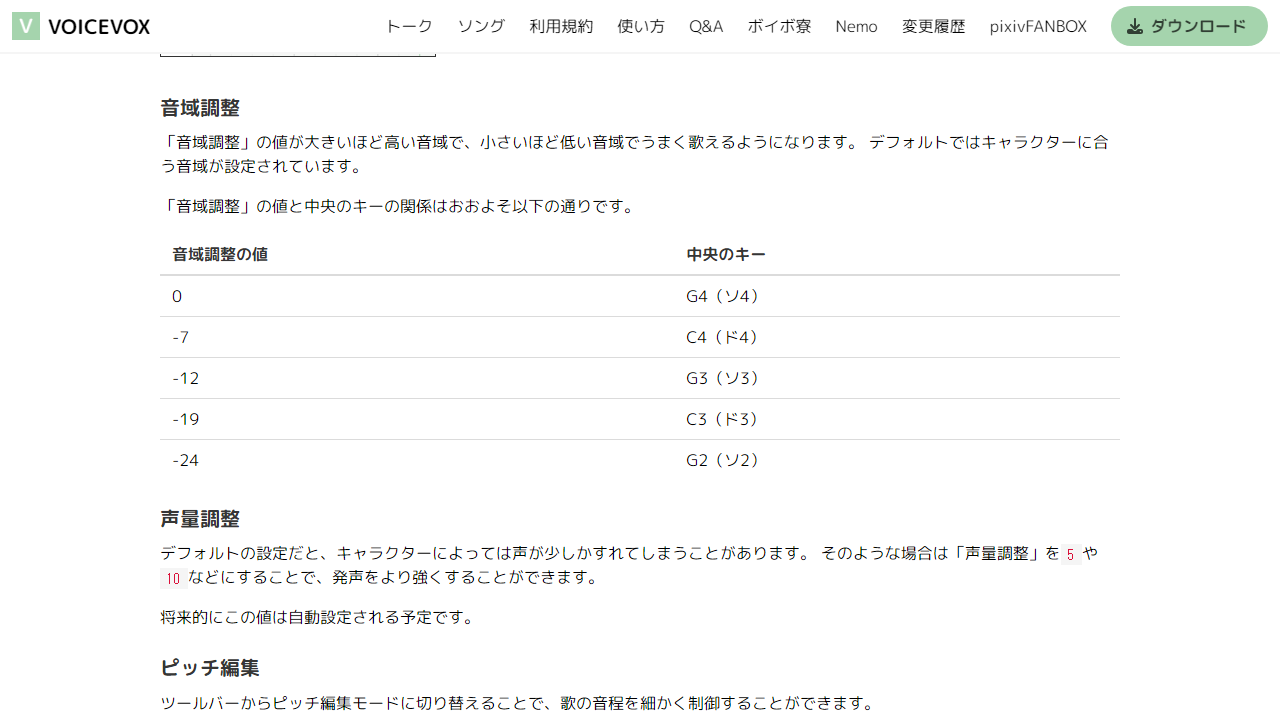 VOICEVOX トーク ソング 利用規約 使い方 Q&A ボイボ寮 Nemo 変更履歴 pixivFANBOX ダウンロード
音域調整
「音域調整」の値が大きいほど高い音域で、小さいほど低い音域でうまく歌えるようになります。 デフォルトではキャラクターに合
う音域が設定されています。
「音域調整」の値と中央のキーの関係はおおよそ以下の通りです。
音域調整の値 中央のキー
0 G4（ソ4）
-7 C4（ド4）
-12 G3（ソ3）
-19 C3（ド3）
-24 G2（ソ2）
声量調整
デフォルトの設定だと、キャラクターによっては声が少しかすれてしまうことがあります。 そのような場合は「声量調整」を 5 や
10 などにすることで、発声をより強くすることができます。
将来的にこの値は自動設定される予定です。
ピッチ編集
ツールバーからピッチ編集モードに切り替えることで、歌の音程を細かく制御することができます。